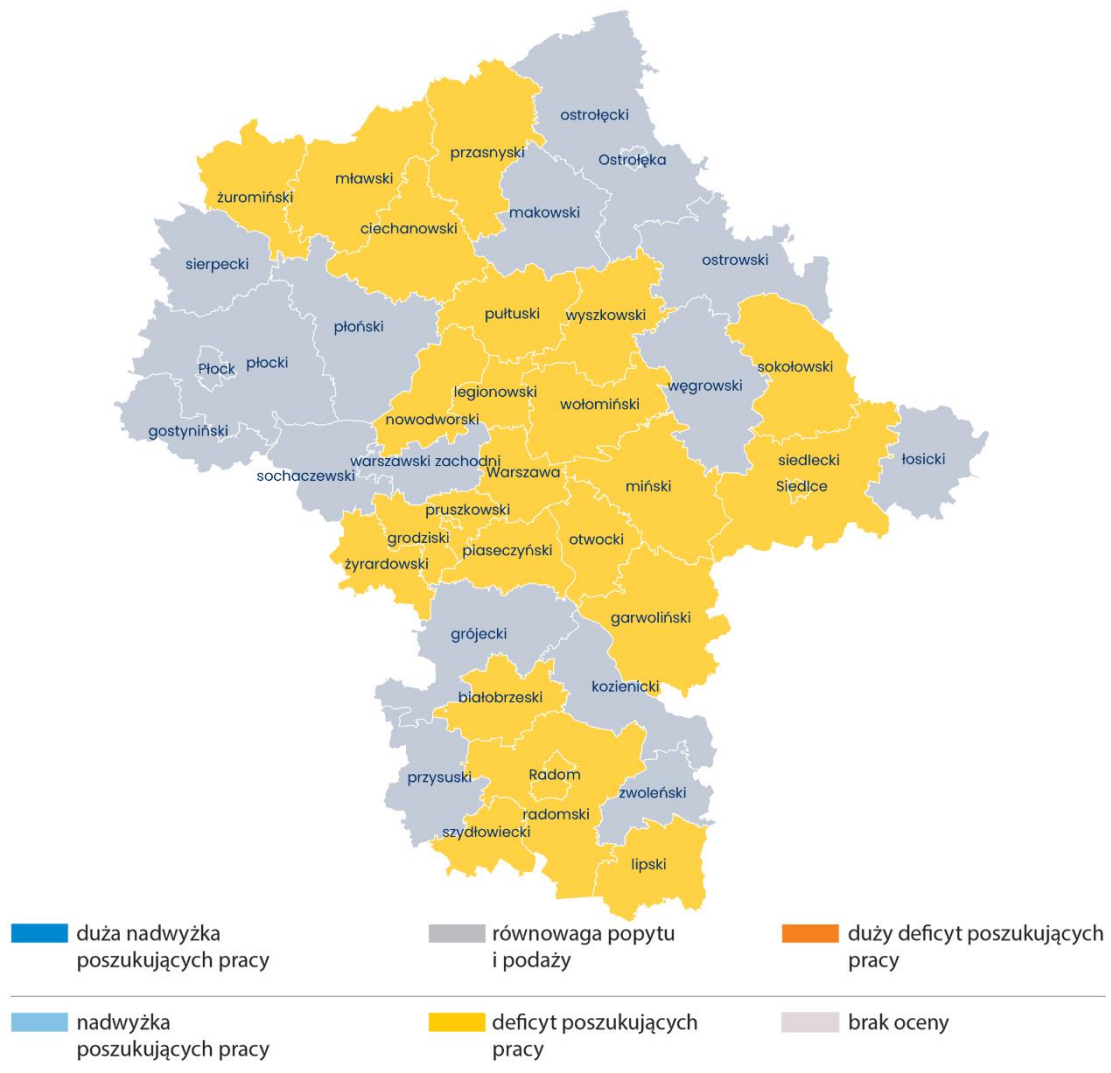 ostrołęcki
przasnyski
Ostrołęka
mławski
żuromiński
makowski
ciechanowski
sierpecki
ostrowski
pułtuski
wyszkowski
płoński
Płock
płocki
sokołowski
węgrowski
legionowski
wołomiński
nowodworski
gostyniński
warszawski zachodni
siedlecki
łosicki
sochaczewski
Warszawa
miński
Siedlce
pruszkowski
grodziski
otwocki
piaseczyński
żyrardowski
garwoliński
grójecki
kozienicki
białobrzeski
Radom
przysuski
zwoleński
radomski
szydłowiecki
lipski
duża nadwyżka
poszukujących pracy
równowaga popytu
i podaży
duży deficyt poszukujących
pracy
nadwyżka
poszukujących pracy
deficyt poszukujących
pracy
brak oceny